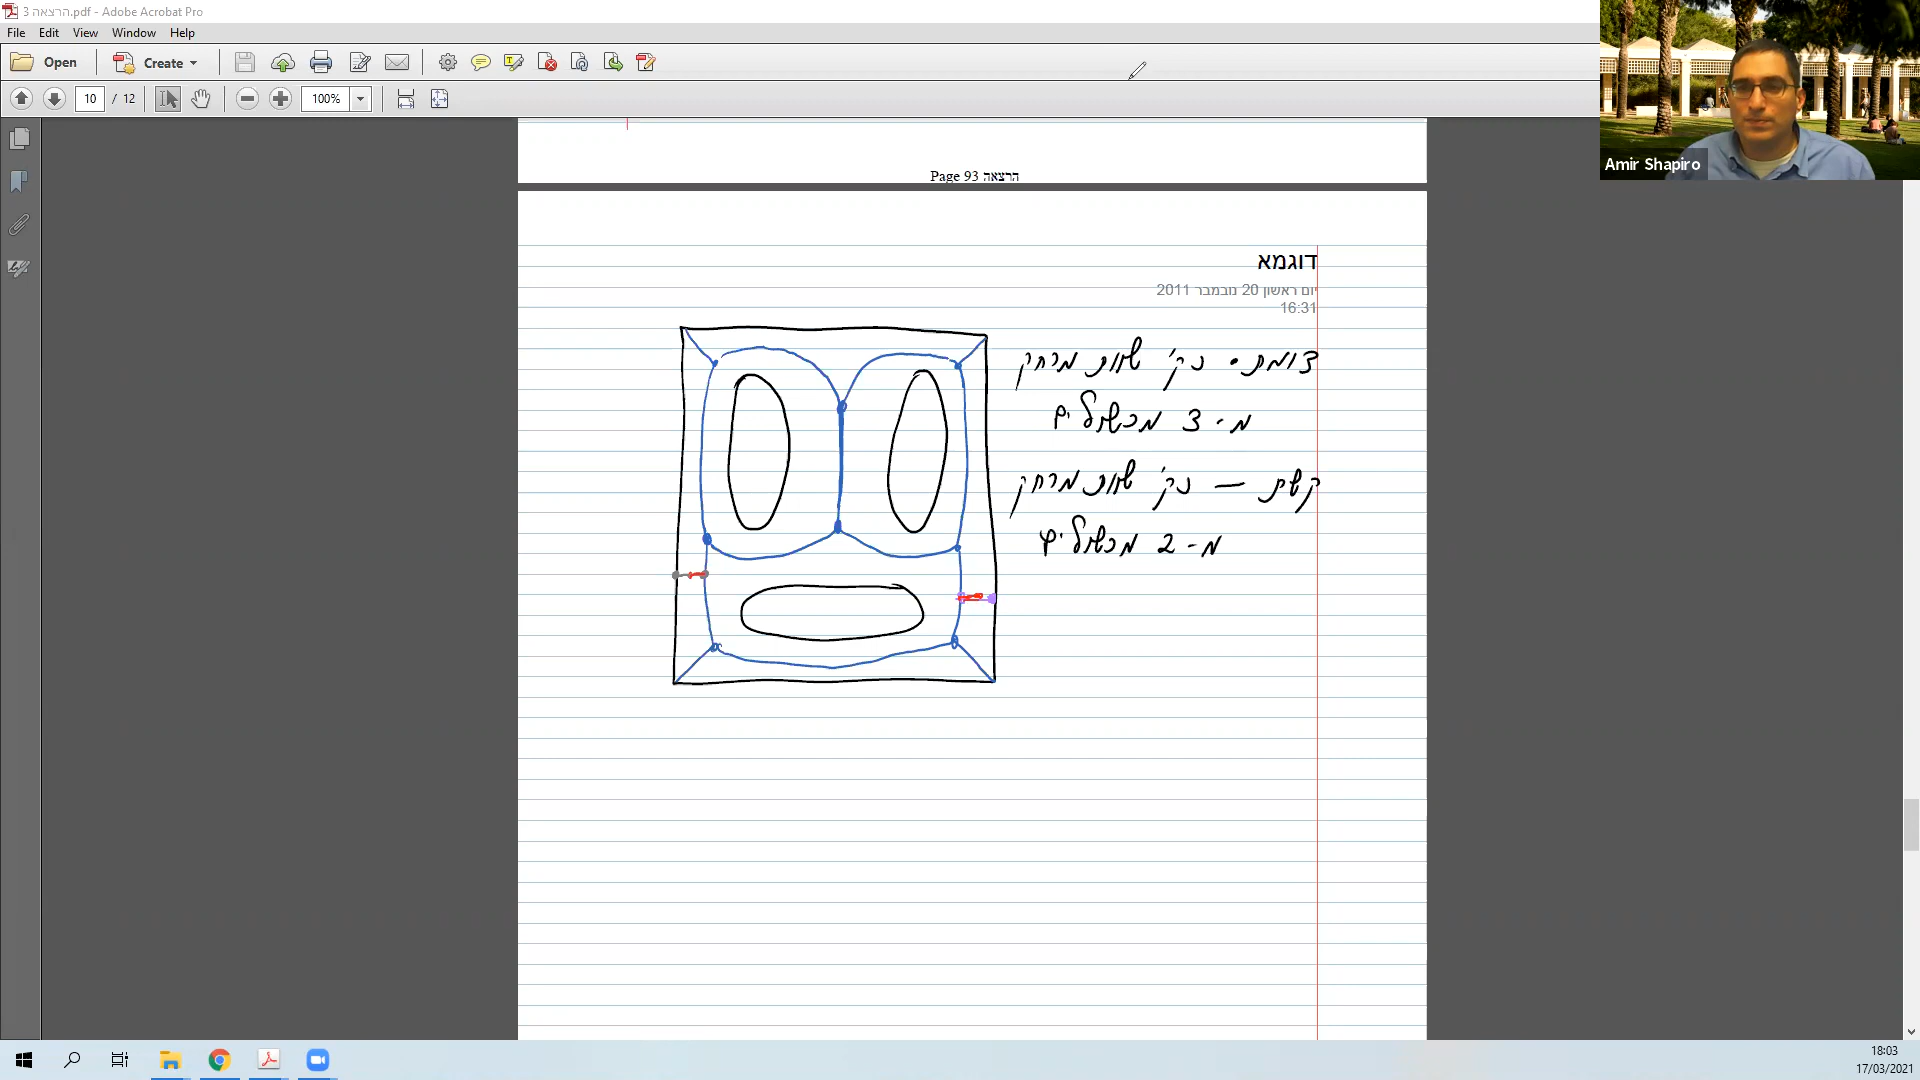 הרצאה 3.pdf - Adobe Acrobat Pro
File Edit View Window Help
Open Create
10 / 12 100%
Amir Shapiro
הרצאה Page 93
דוגמא
יום ראשון 20 נובמבר 2011
16:31
צומת • נק' שוות מרחק
מ- 3 מכשולים
קשת — נק' שוות מרחק
מ- 2 מכשולים
18:03
17/03/2021